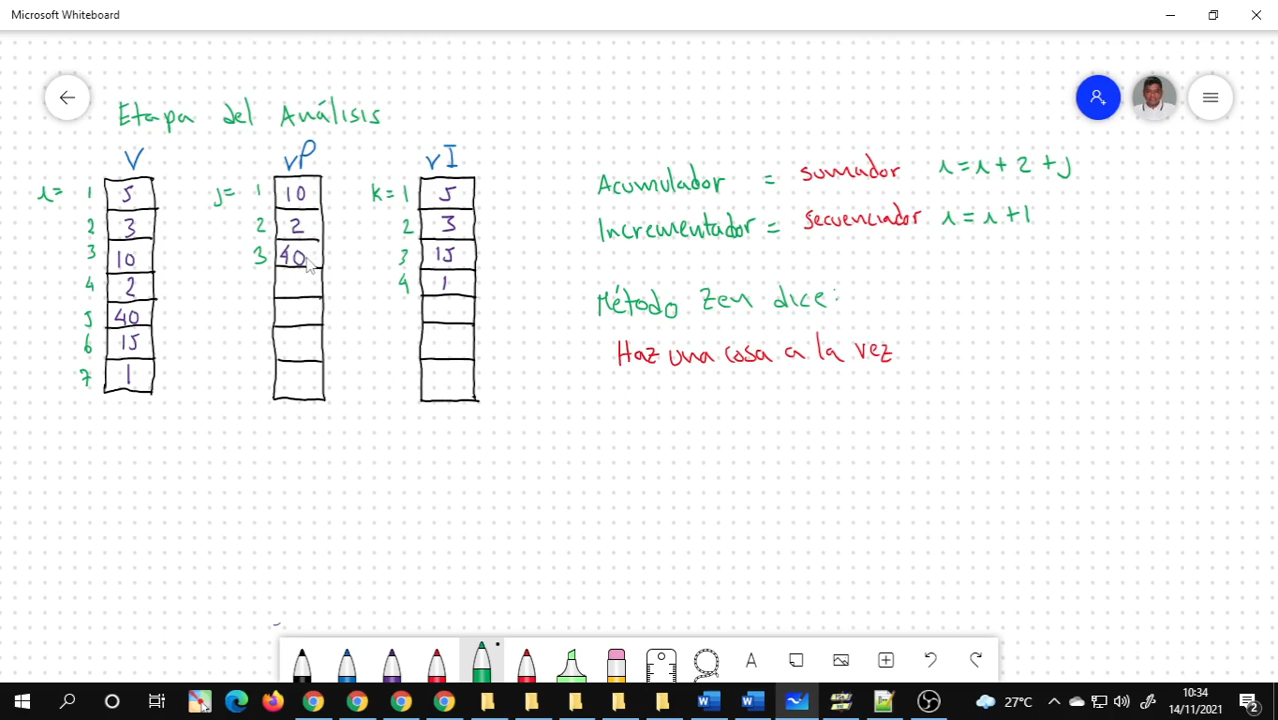 Microsoft Whiteboard
Etapa del Análisis
V vP vI
i= 1 5 j= 1 10 k= 1 5
2 3 2 2 2 3
3 10 3 40 3 15
4 2 4 1
5 40
6 15
7 1
Acumulador = sumador i=i+2+j
Incrementador = secuenciador i=i+1
Método Zen dice:
Haz una cosa a la vez
A
27°C 10:34
14/11/2021 2